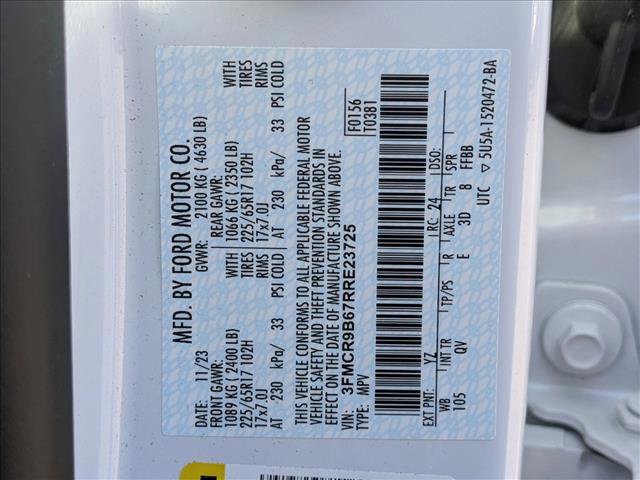 MFD. BY FORD MOTOR CO.
DATE: 11/23 GVWR: 2100 KG ( 4630 LB)
FRONT GAWR: REAR GAWR: WITH
1089 KG ( 2400 LB) 1066 KG ( 2350 LB) TIRES
225/65R17 102H 225/65R17 102H RIMS
17x7.0J 17x7.0J
AT 230 kPa/ 33 AT 230 kPa/ 33 PSI COLD
WITH
TIRES
RIMS
PSI COLD
THIS VEHICLE CONFORMS TO ALL APPLICABLE FEDERAL MOTOR
VEHICLE SAFETY AND THEFT PREVENTION STANDARDS IN
EFFECT ON THE DATE OF MANUFACTURE SHOWN ABOVE.
VIN: 3FMCR9B67RRE23725 F0156
TYPE: MPV T0381
EXT PNT: YZ RC: 24 DSO:
WB INT TR TP/PS R AXLE TR SPR
105 QV E 3D 8 FFBB
UTC ▽ 5U5A-1520472-BA